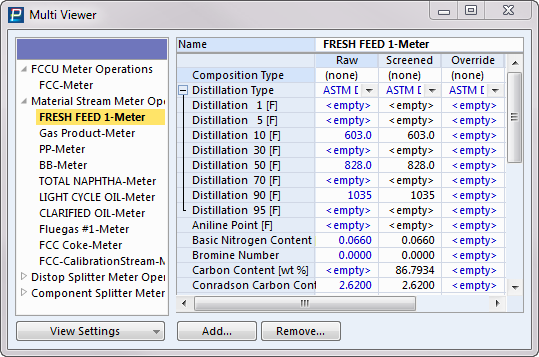 Multi Viewer
FCCU Meter Operations
FCC-Meter
Material Stream Meter Ope
FRESH FEED 1-Meter
Gas Product-Meter
PP-Meter
BB-Meter
TOTAL NAPHTHA-Meter
LIGHT CYCLE OIL-Meter
CLARIFIED OIL-Meter
Fluegas #1-Meter
FCC Coke-Meter
FCC-CalibrationStream-M
Distop Splitter Meter Oper
Component Splitter Meter
Name FRESH FEED 1-Meter
Raw Screened Override
Composition Type (none) (none) (none)
Distillation Type ASTM D ASTM D ASTM D
Distillation 1 [F] <empty> <empty> <empty>
Distillation 5 [F] <empty> <empty> <empty>
Distillation 10 [F] 603.0 603.0 <empty>
Distillation 30 [F] <empty> <empty> <empty>
Distillation 50 [F] 828.0 828.0 <empty>
Distillation 70 [F] <empty> <empty> <empty>
Distillation 90 [F] 1035 1035 <empty>
Distillation 95 [F] <empty> <empty> <empty>
Aniline Point [F] <empty> <empty> <empty>
Basic Nitrogen Content 0.0660 0.0660 <empty>
Bromine Number 0.0000 0.0000 <empty>
Carbon Content [wt %] <empty> 86.7934 <empty>
Conradson Carbon Cont 2.6200 2.6200 <empty>
View Settings Add... Remove...